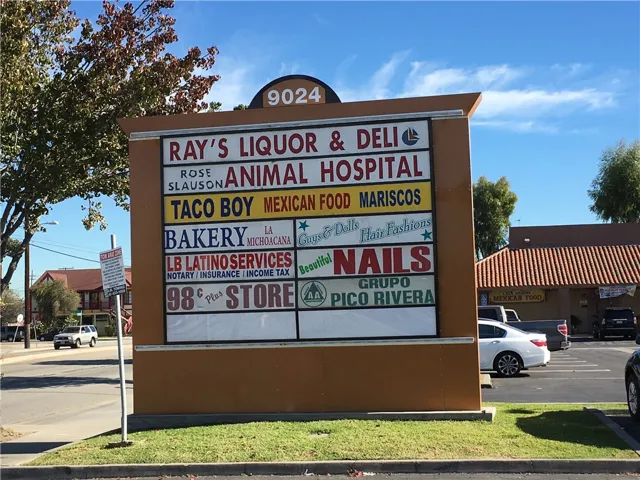 9024
RAY'S LIQUOR & DELI
ROSE
SLAUSON ANIMAL HOSPITAL
TACO BOY MEXICAN FOOD MARISCOS
BAKERY LA
MICHOACANA
Guys & Dolls Hair Fashions
LB LATINO SERVICES
NOTARY / INSURANCE / INCOME TAX
Beautiful NAILS
98¢ Plus STORE
GRUPO
PICO RIVERA
MEXICAN FOOD